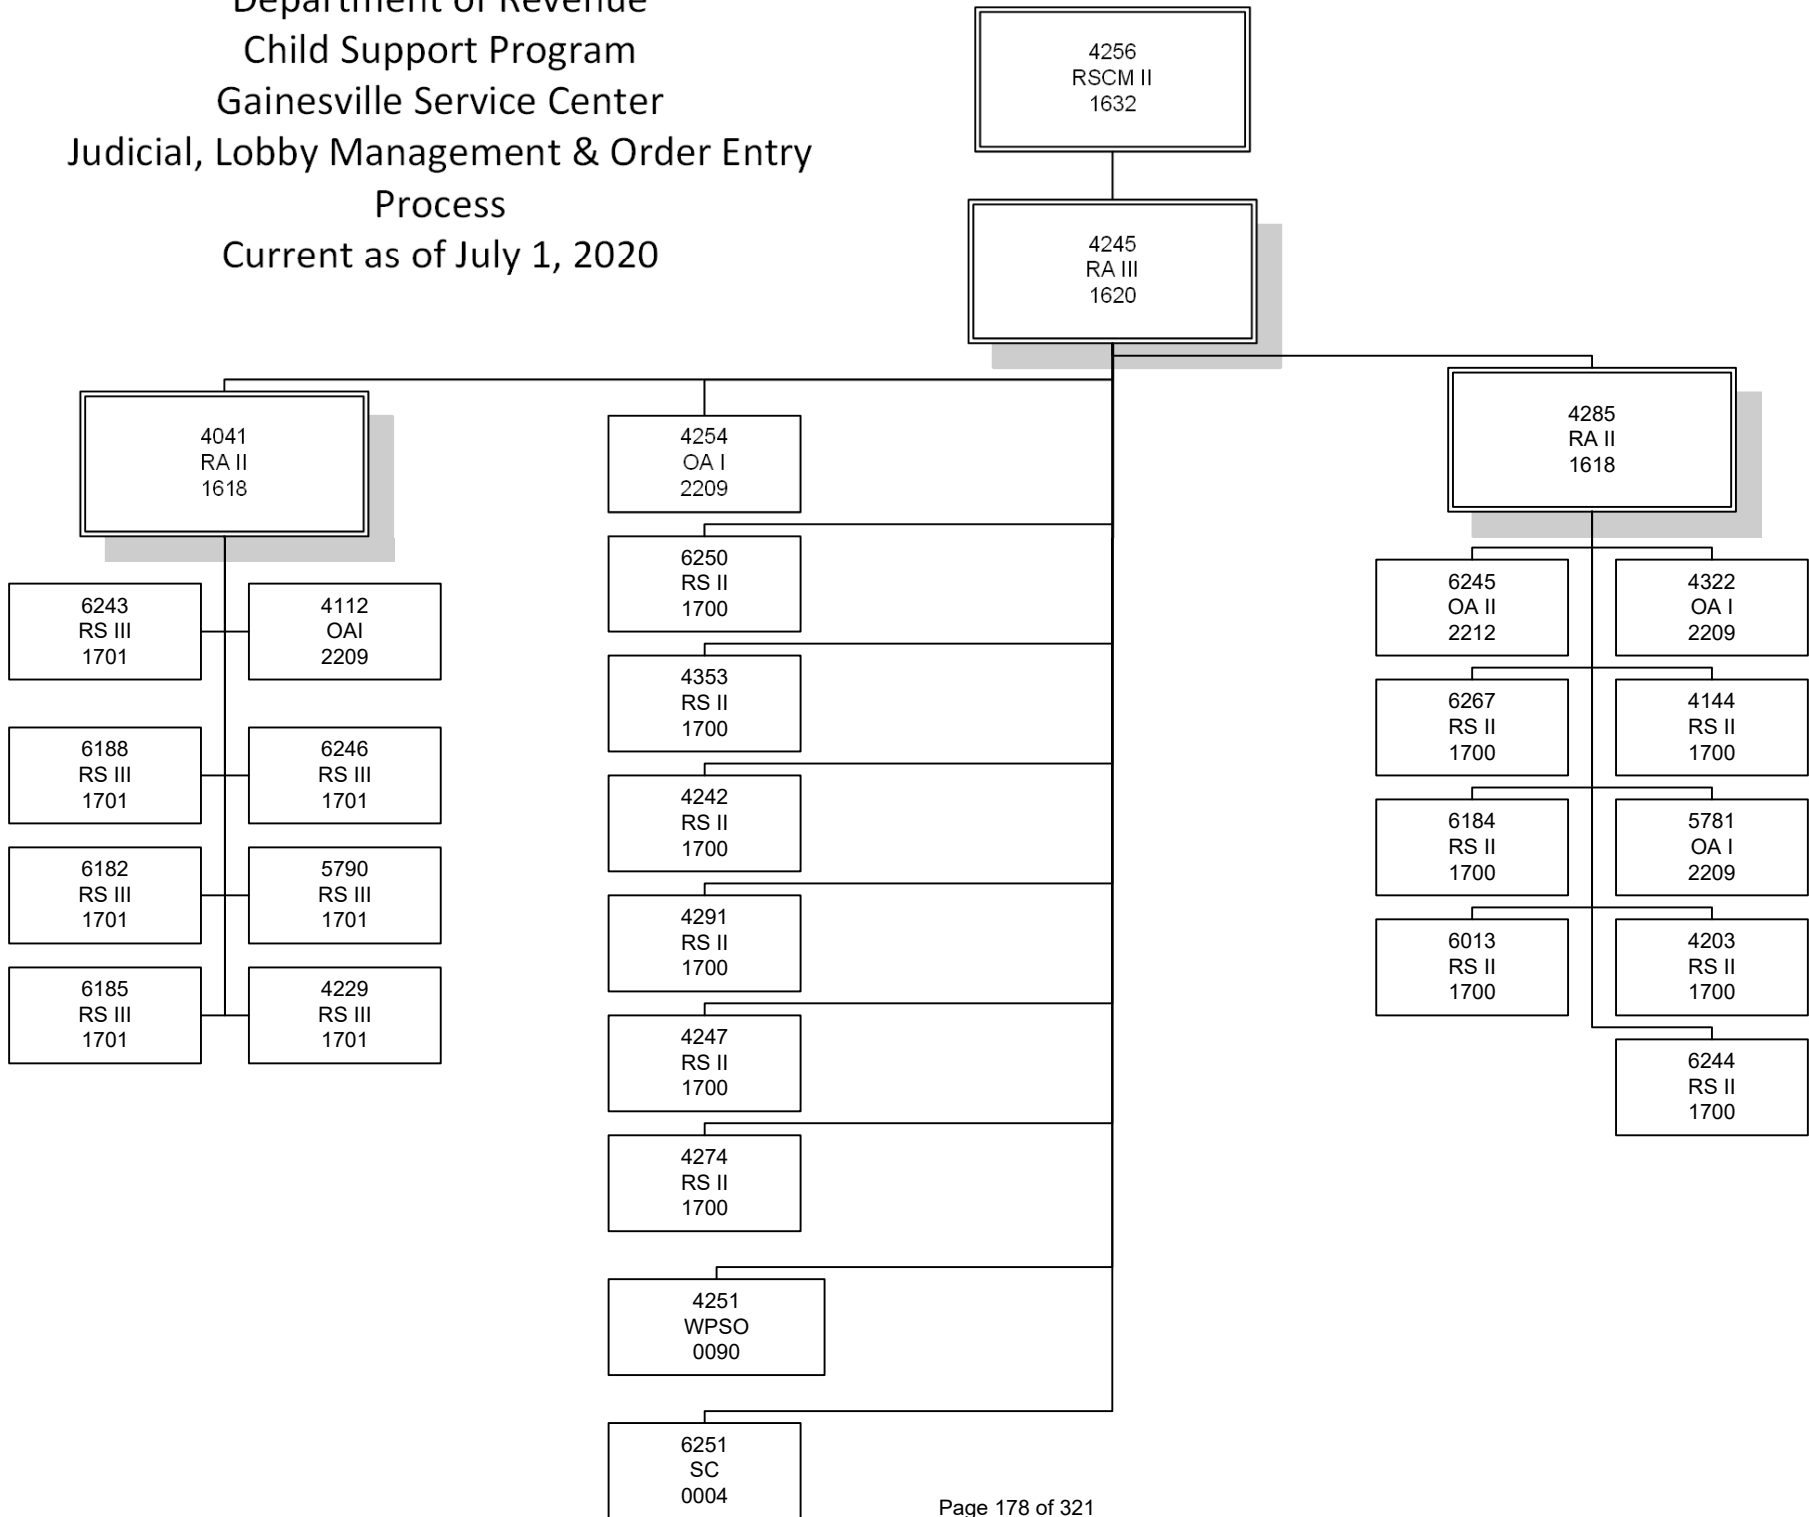 Department of Revenue
Child Support Program
Gainesville Service Center
Judicial, Lobby Management & Order Entry
Process
Current as of July 1, 2020
4256
RSCM II
1632
4245
RA III
1620
4041
RA II
1618
6243
RS III
1701
4112
OAI
2209
6188
RS III
1701
6246
RS III
1701
6182
RS III
1701
5790
RS III
1701
6185
RS III
1701
4229
RS III
1701
4254
OA I
2209
6250
RS II
1700
4353
RS II
1700
4242
RS II
1700
4291
RS II
1700
4247
RS II
1700
4274
RS II
1700
4251
WPSO
0090
6251
SC
0004
4285
RA II
1618
6245
OA II
2212
4322
OA I
2209
6267
RS II
1700
4144
RS II
1700
6184
RS II
1700
5781
OA I
2209
6013
RS II
1700
4203
RS II
1700
6244
RS II
1700
Page 178 of 321